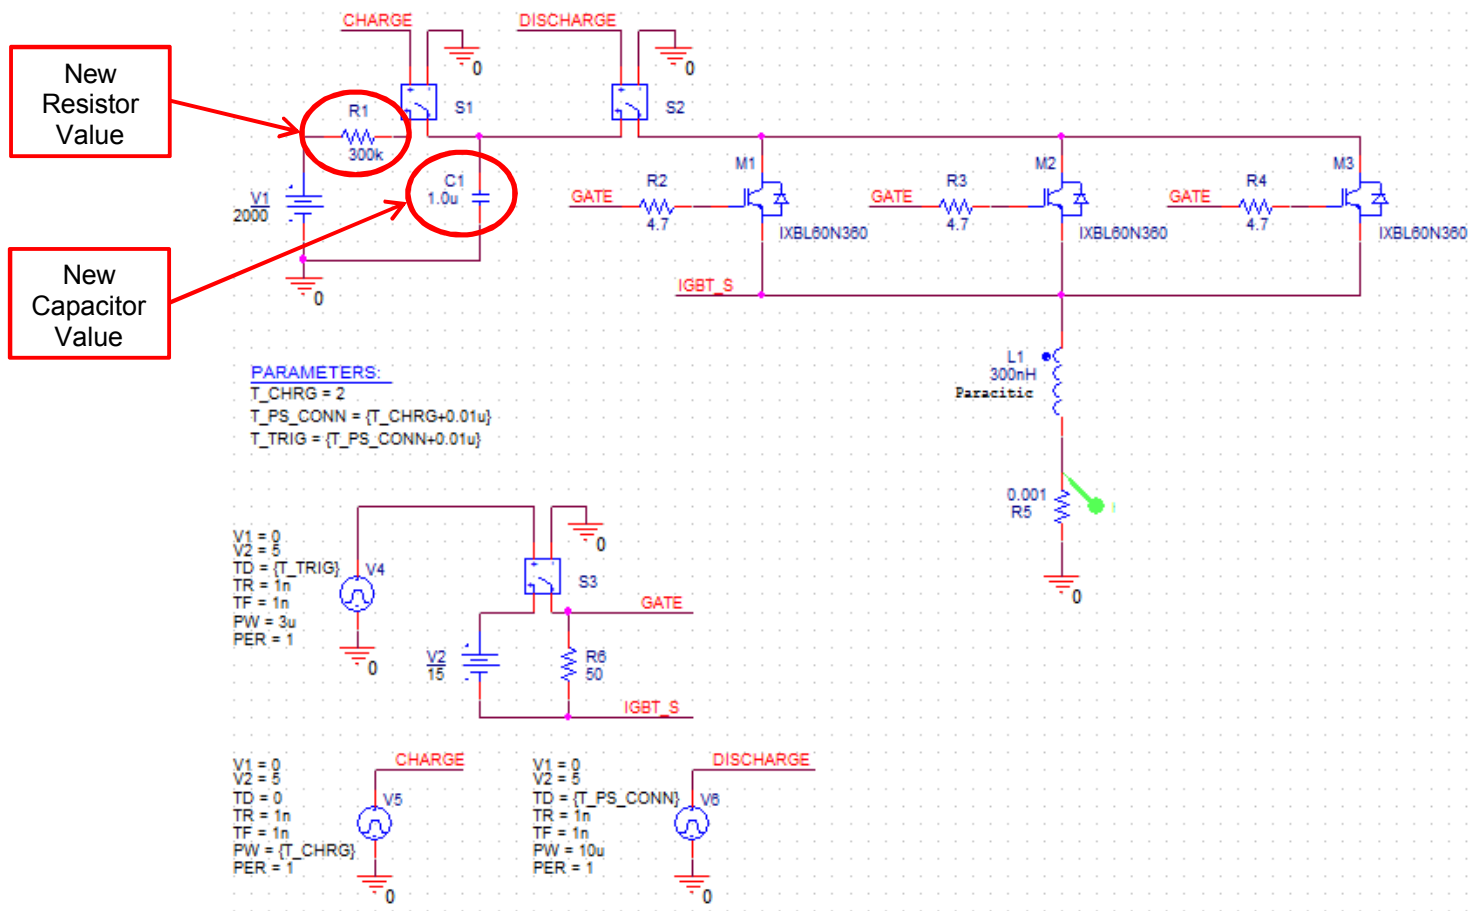 CHARGE
DISCHARGE
0
0
New
Resistor
Value
R1
300k
S1
S2
V1
2000
C1
1.0u
GATE
R2
4.7
M1
IXBL60N360
GATE
R3
4.7
M2
IXBL60N360
GATE
R4
4.7
M3
IXBL60N360
New
Capacitor
Value
0
IGBT_S
L1
300nH
Paracitic
PARAMETERS:
T_CHRG = 2
T_PS_CONN = {T_CHRG+0.01u}
T_TRIG = {T_PS_CONN+0.01u}
0.001
R5
0
V1 = 0
V2 = 5
TD = {T_TRIG}
TR = 1n
TF = 1n
PW = 3u
PER = 1
V4
0
0
S3
GATE
V2
15
R6
50
IGBT_S
V1 = 0
V2 = 5
TD = 0
TR = 1n
TF = 1n
PW = {T_CHRG}
PER = 1
CHARGE
V5
0
V1 = 0
V2 = 5
TD = {T_PS_CONN}
TR = 1n
TF = 1n
PW = 10u
PER = 1
DISCHARGE
V6
0